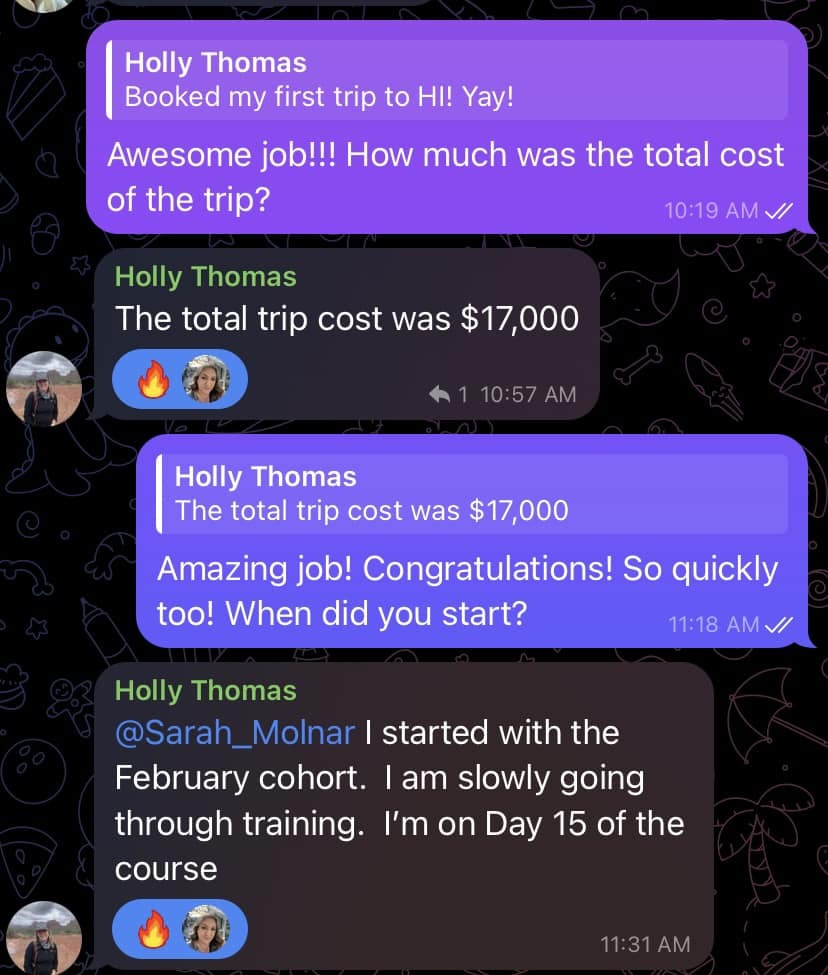 Holly Thomas
Booked my first trip to HI! Yay!
Awesome job!!! How much was the total cost
of the trip?
10:19 AM
Holly Thomas
The total trip cost was $17,000
1 10:57 AM
Holly Thomas
The total trip cost was $17,000
Amazing job! Congratulations! So quickly
too! When did you start?
11:18 AM
Holly Thomas
@Sarah_Molnar I started with the
February cohort.  I am slowly going
through training.  I’m on Day 15 of the
course
11:31 AM